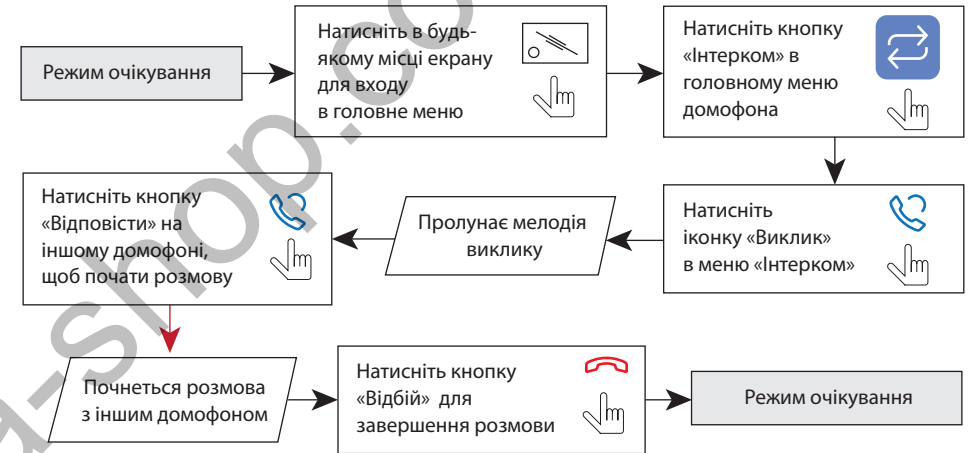 Режим очікування
Натисніть в будь-
якому місці екрану
для входу
в головне меню
Натисніть кнопку
«Інтерком» в
головному меню
домофона
Натисніть
іконку «Виклик»
в меню «Інтерком»
Пролунає мелодія
виклику
Натисніть кнопку
«Відповісти» на
іншому домофоні,
щоб почати розмову
Почнеться розмова
з іншим домофоном
Натисніть кнопку
«Відбій» для
завершення розмови
Режим очікування
a-shop.co